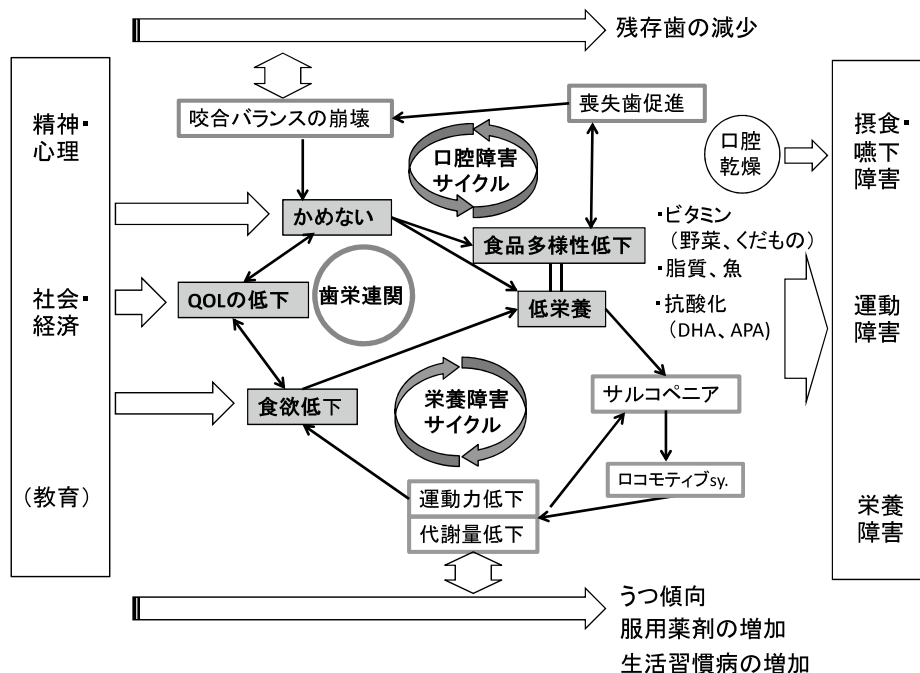 残存歯の減少
精神・
心理
社会・
経済
(教育)
咬合バランスの崩壊
喪失歯促進
口腔障害
サイクル
口腔
乾燥
摂食・
嚥下
障害
かめない
食品多様性低下
・ビタミン
(野菜、くだもの)
・脂質、魚
・抗酸化
(DHA、APA)
QOLの低下
歯栄連関
低栄養
運動
障害
食欲低下
栄養障害
サイクル
サルコペニア
ロコモティブsy.
運動力低下
代謝量低下
栄養
障害
うつ傾向
服用薬剤の増加
生活習慣病の増加